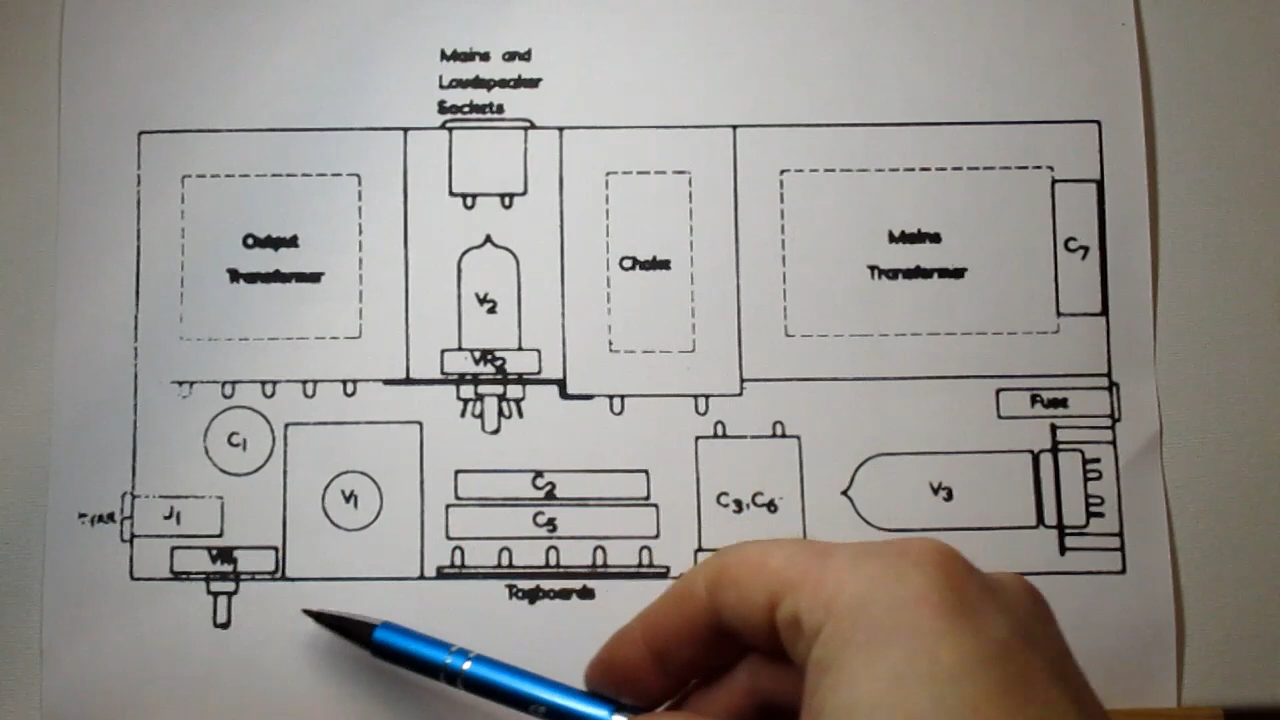 Mains and
Loudspeaker
Sockets
Output
Transformer
V2
VR2
Choke
Mains
Transformer
C7
Fuse
C1
V1
J1
C2
C5
C3, C6
V3
Tagboards